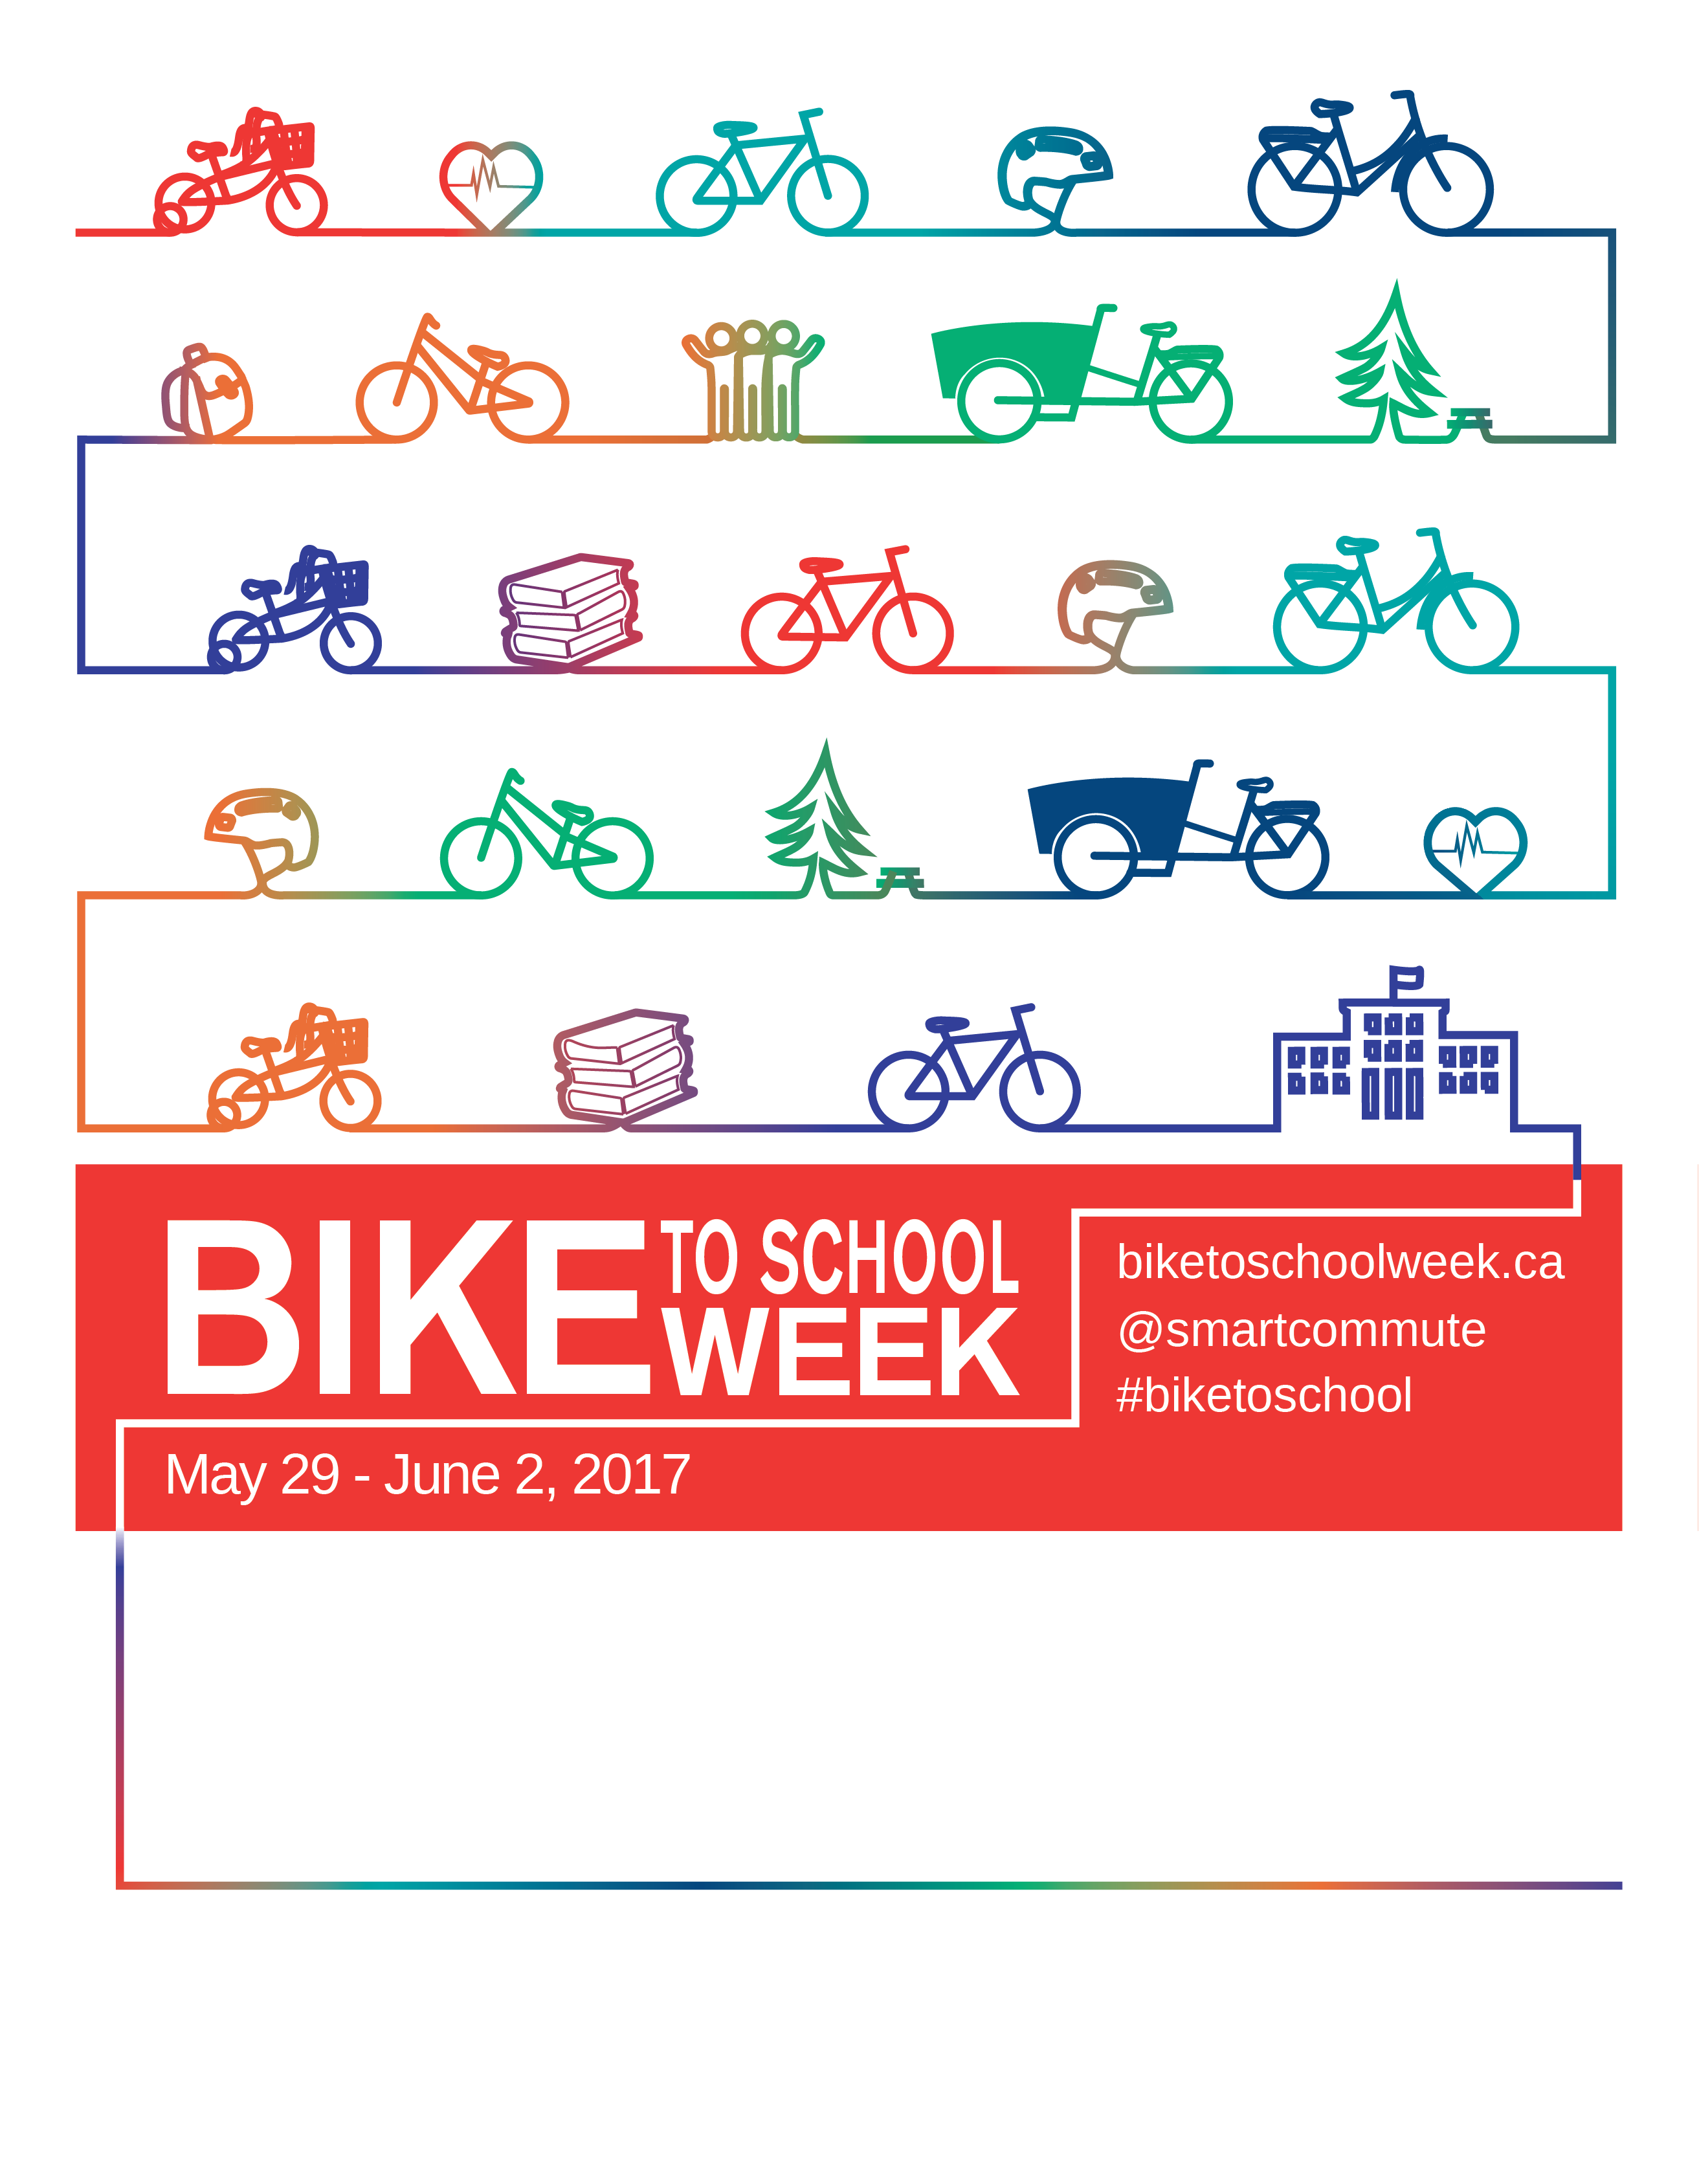 BIKE TO SCHOOL
WEEK
May 29 - June 2, 2017
biketoschoolweek.ca
@smartcommute
#biketoschool